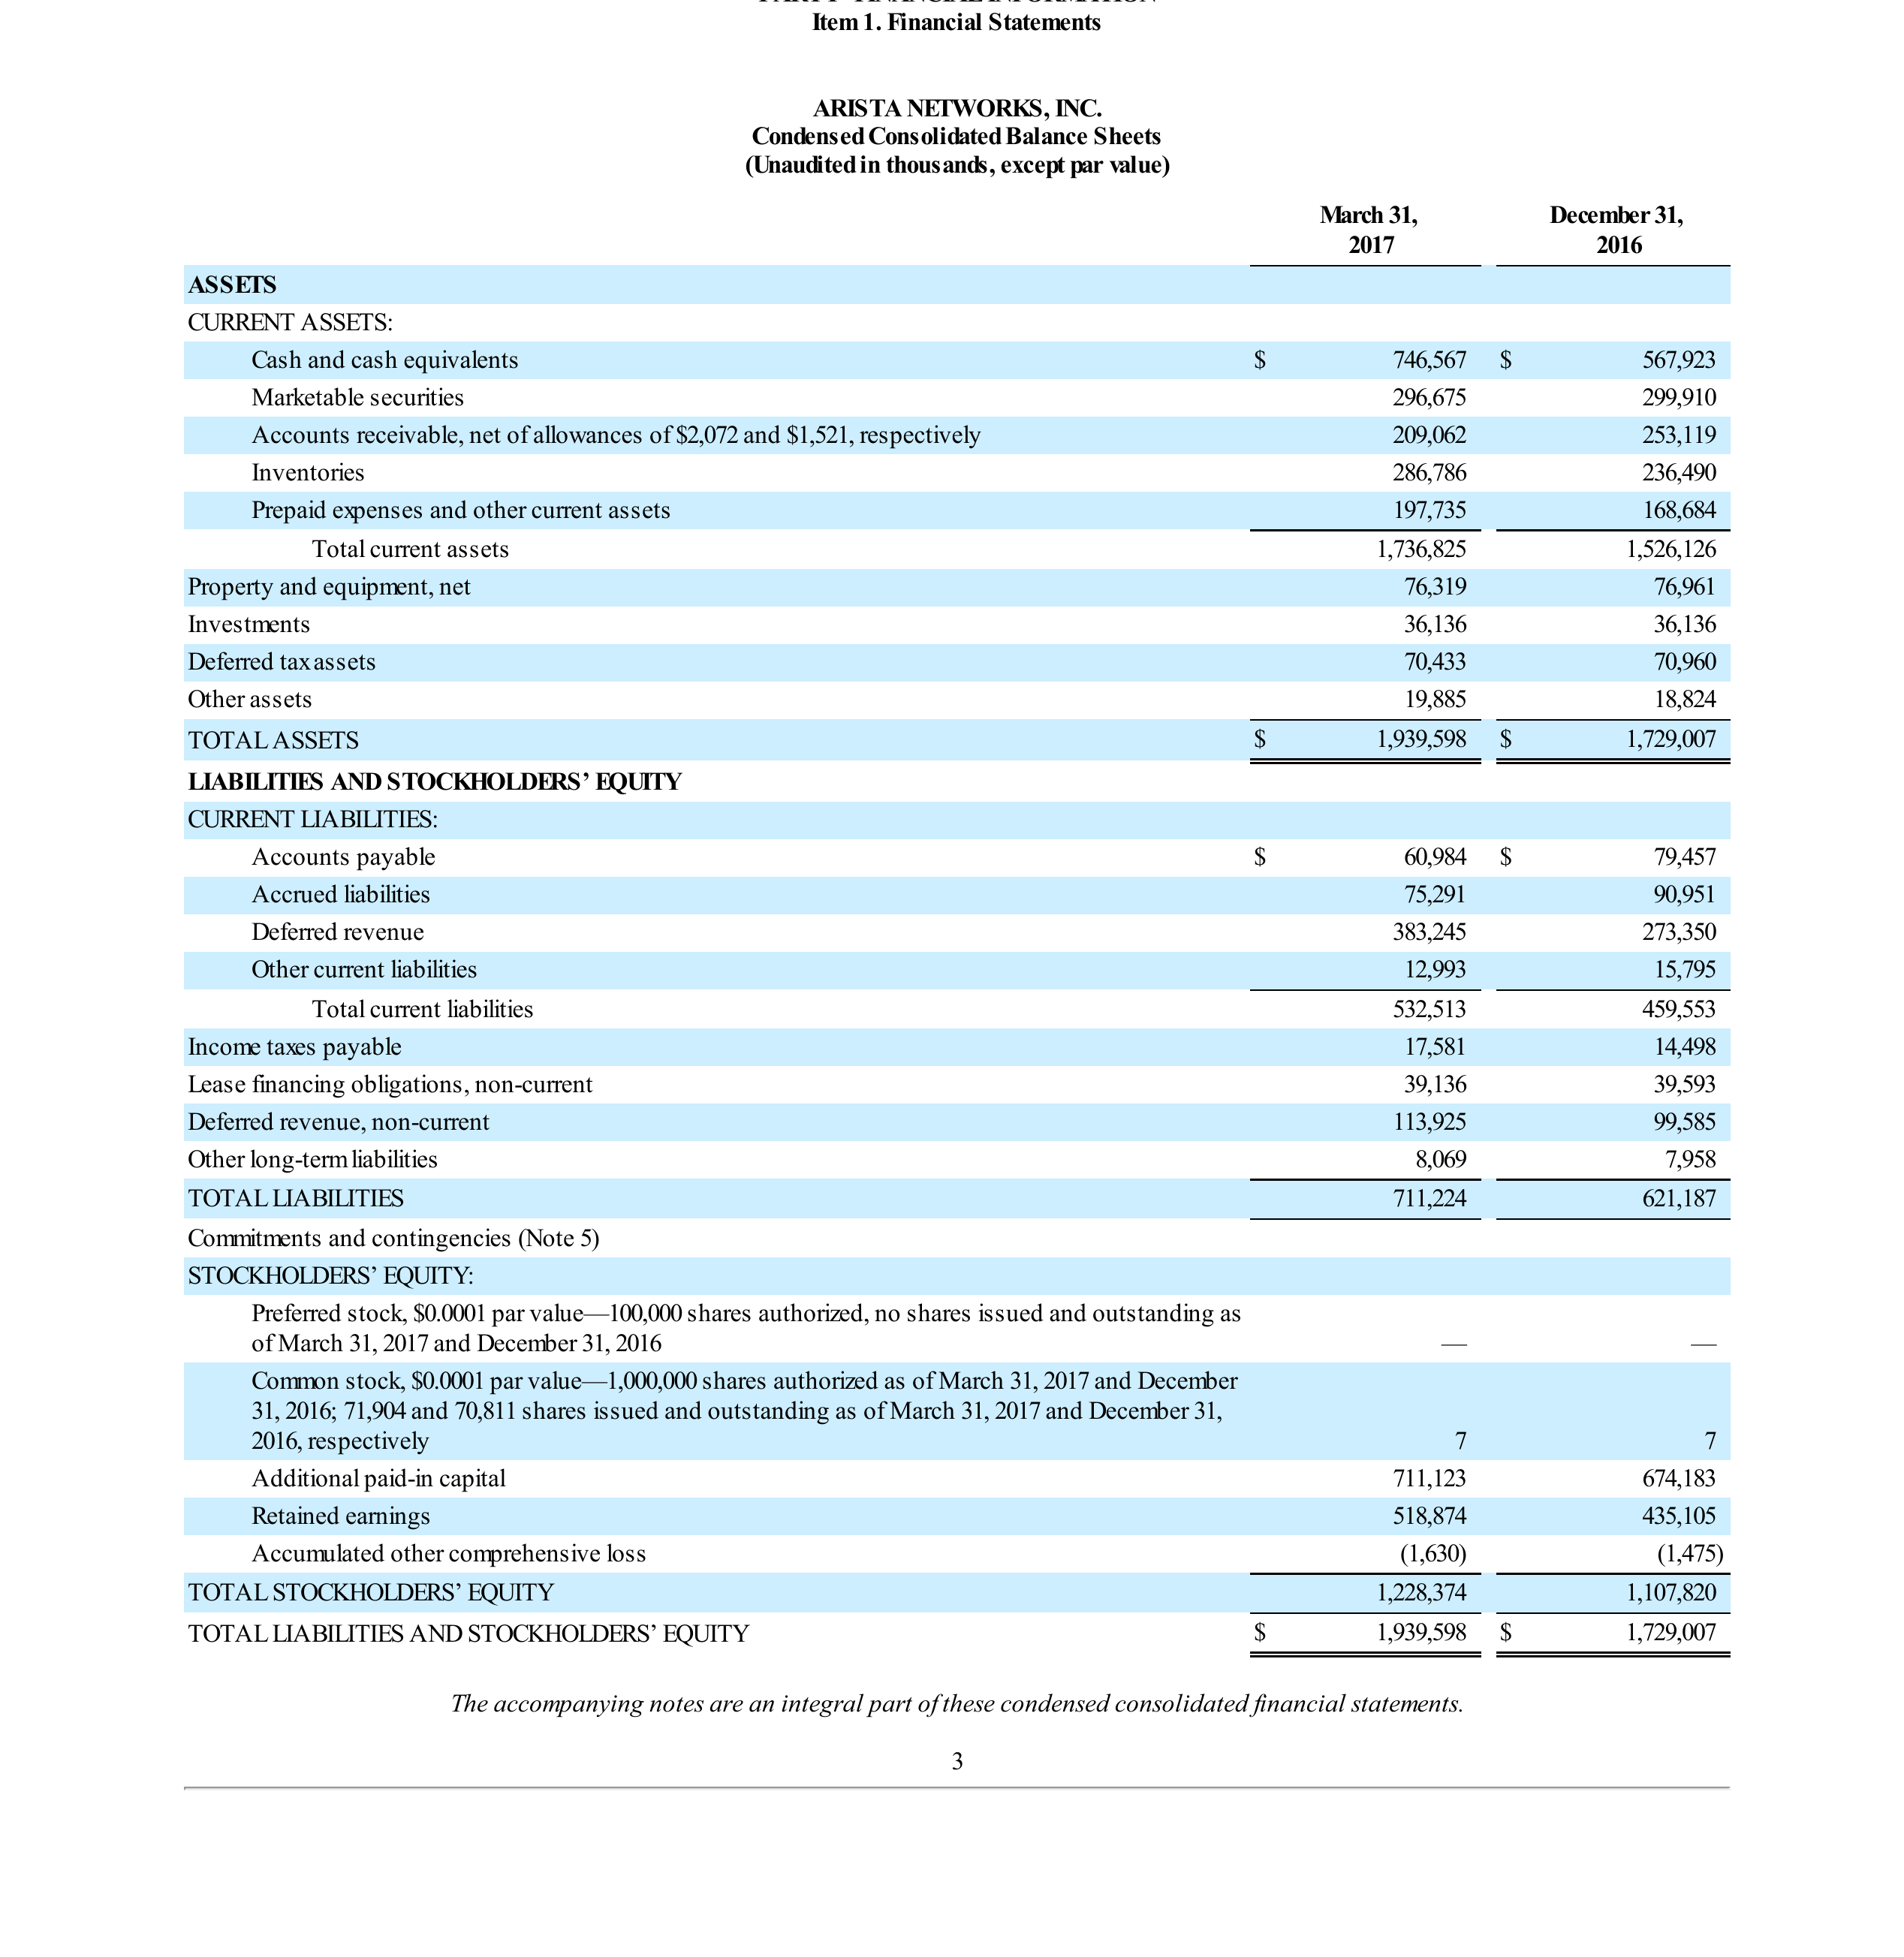 Item 1. Financial Statements
ARISTA NETWORKS, INC.
Condensed Consolidated Balance Sheets
(Unaudited in thousands, except par value)
March 31, December 31,
2017 2016
ASSETS
CURRENT ASSETS:
Cash and cash equivalents $ 746,567 $ 567,923
Marketable securities 296,675 299,910
Accounts receivable, net of allowances of $2,072 and $1,521, respectively 209,062 253,119
Inventories 286,786 236,490
Prepaid expenses and other current assets 197,735 168,684
Total current assets 1,736,825 1,526,126
Property and equipment, net 76,319 76,961
Investments 36,136 36,136
Deferred tax assets 70,433 70,960
Other assets 19,885 18,824
TOTAL ASSETS $ 1,939,598 $ 1,729,007
LIABILITIES AND STOCKHOLDERS’ EQUITY
CURRENT LIABILITIES:
Accounts payable $ 60,984 $ 79,457
Accrued liabilities 75,291 90,951
Deferred revenue 383,245 273,350
Other current liabilities 12,993 15,795
Total current liabilities 532,513 459,553
Income taxes payable 17,581 14,498
Lease financing obligations, non-current 39,136 39,593
Deferred revenue, non-current 113,925 99,585
Other long-term liabilities 8,069 7,958
TOTAL LIABILITIES 711,224 621,187
Commitments and contingencies (Note 5)
STOCKHOLDERS’ EQUITY:
Preferred stock, $0.0001 par value—100,000 shares authorized, no shares issued and outstanding as
of March 31, 2017 and December 31, 2016 — —
Common stock, $0.0001 par value—1,000,000 shares authorized as of March 31, 2017 and December
31, 2016; 71,904 and 70,811 shares issued and outstanding as of March 31, 2017 and December 31,
2016, respectively 7 7
Additional paid-in capital 711,123 674,183
Retained earnings 518,874 435,105
Accumulated other comprehensive loss (1,630) (1,475)
TOTAL STOCKHOLDERS’ EQUITY 1,228,374 1,107,820
TOTAL LIABILITIES AND STOCKHOLDERS’ EQUITY $ 1,939,598 $ 1,729,007
The accompanying notes are an integral part of these condensed consolidated financial statements.
3